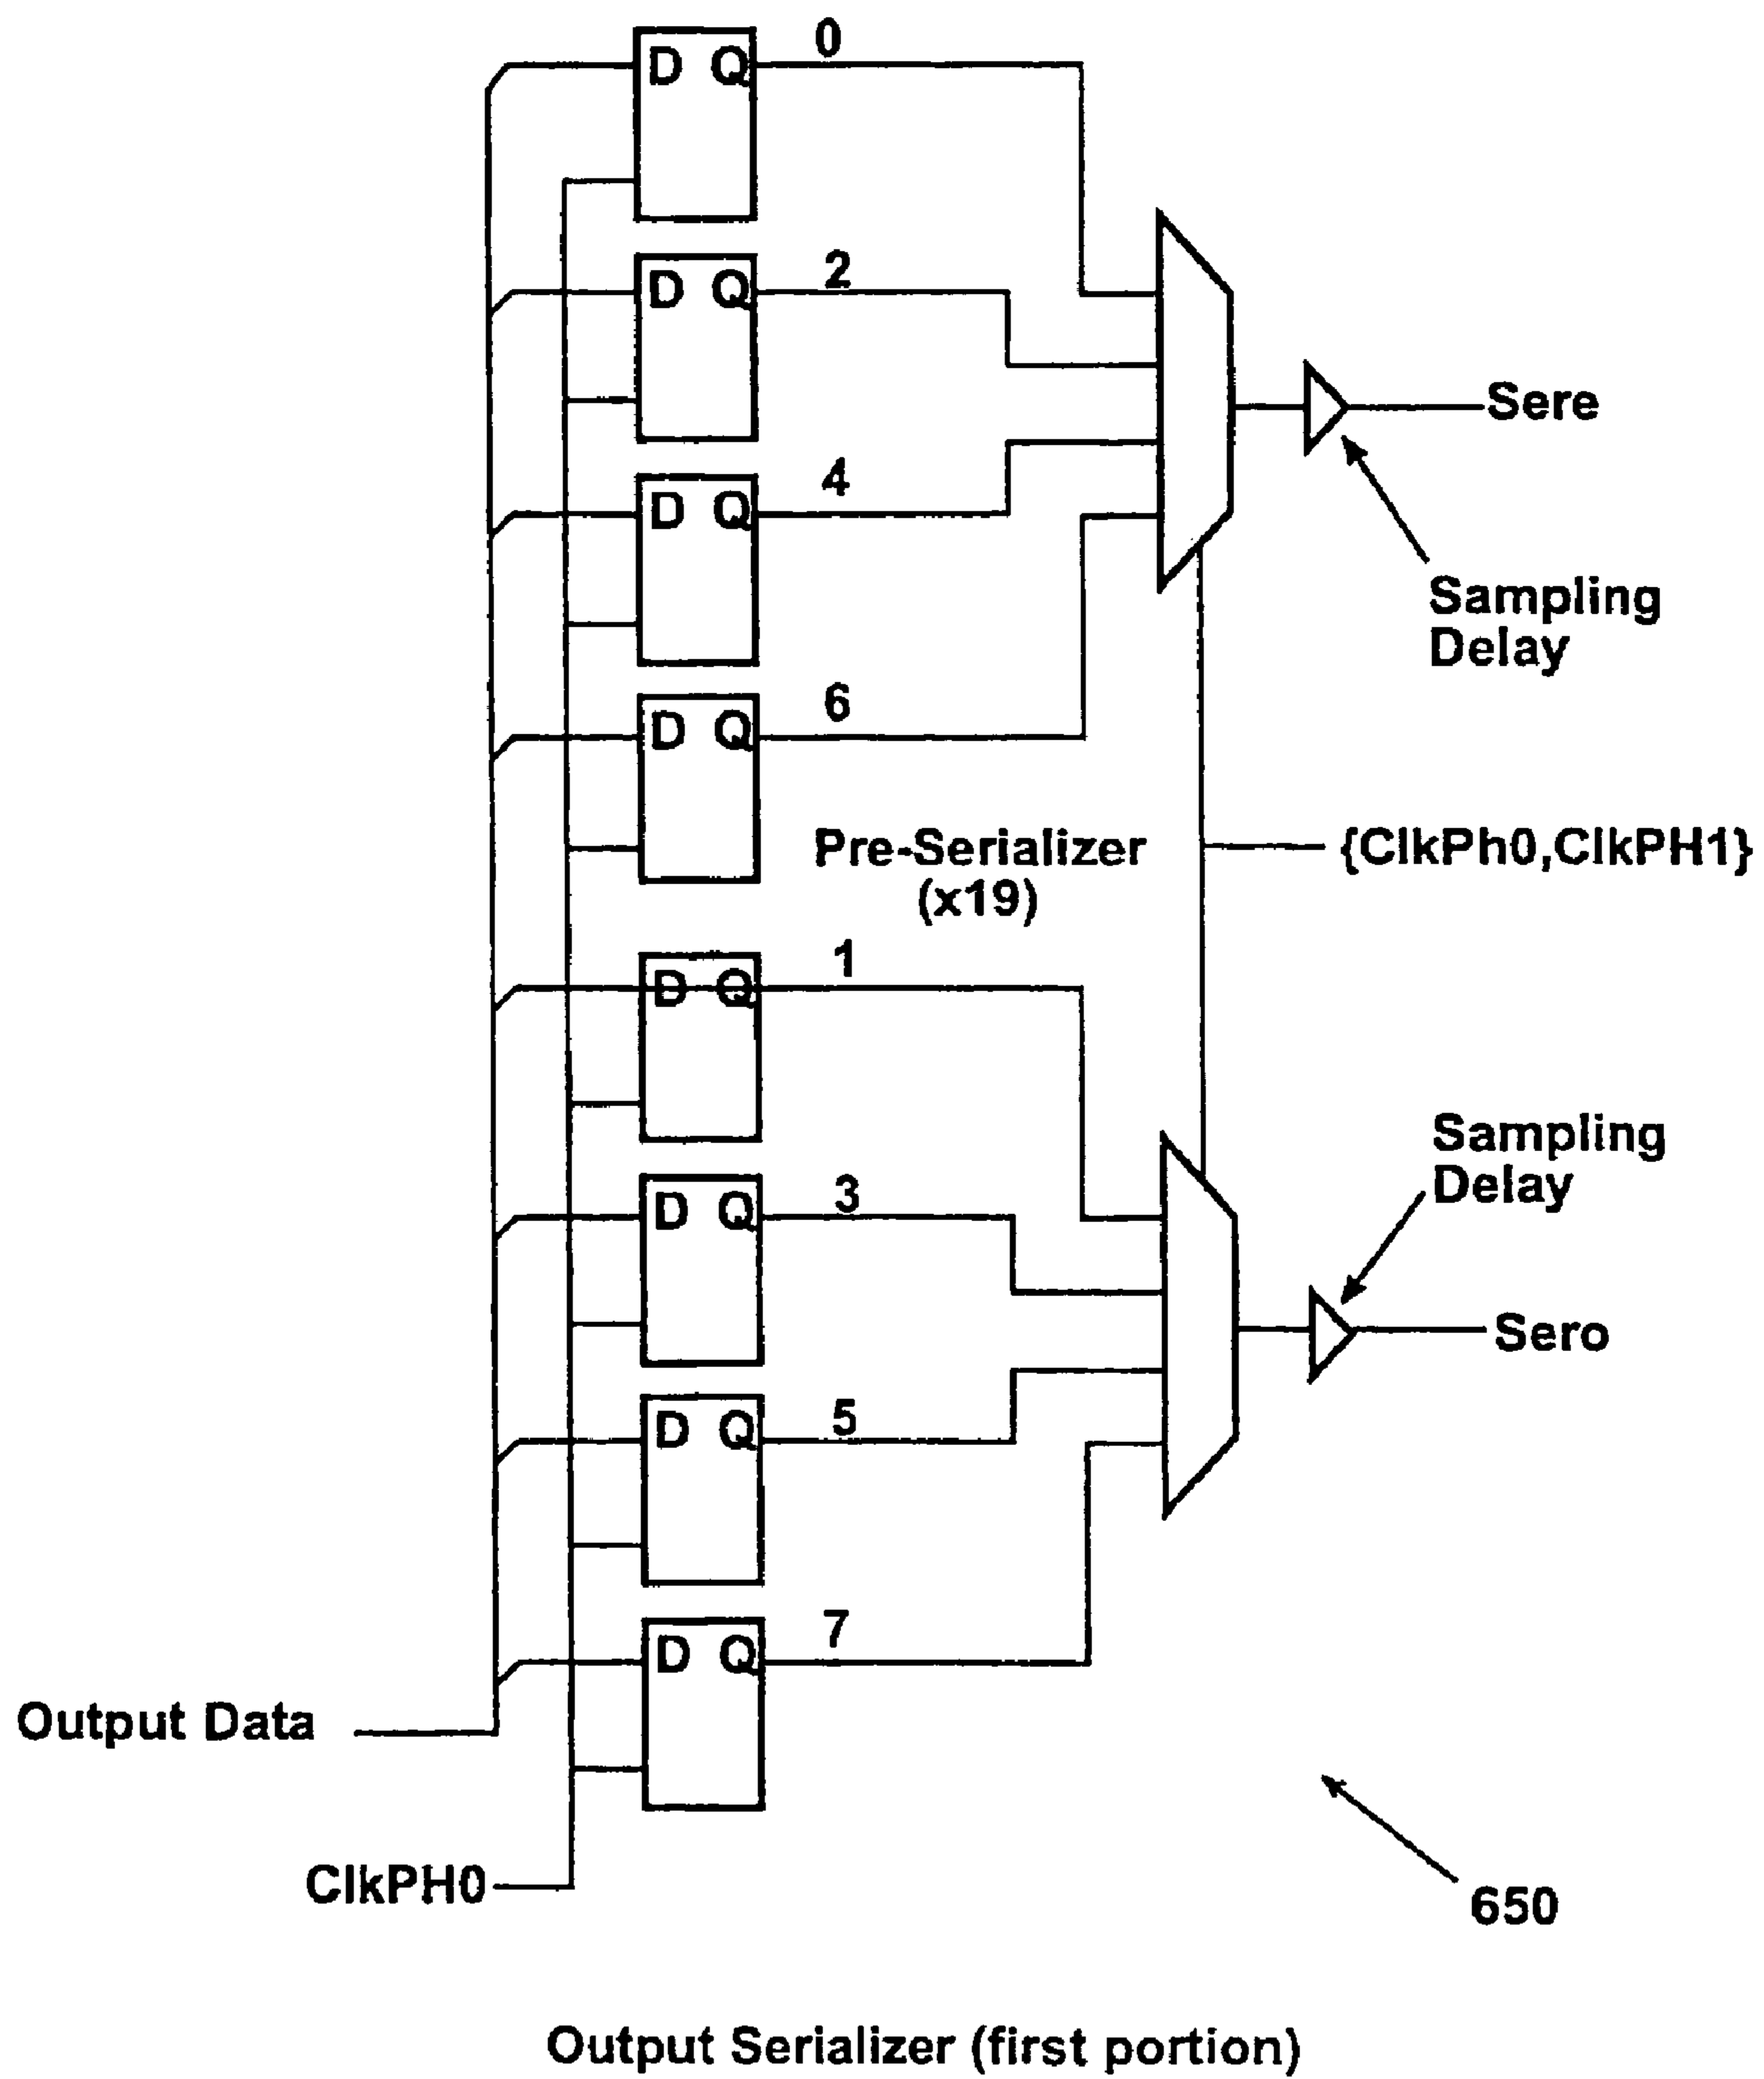 D Q 0
D Q 2
D Q 4
D Q 6
Sere
Sampling
Delay
Pre-Serializer
(x19)
{ClkPh0,ClkPH1}
D Q 1
D Q 3
D Q 5
D Q 7
Sampling
Delay
Sero
Output Data
ClkPH0
650
Output Serializer (first portion)